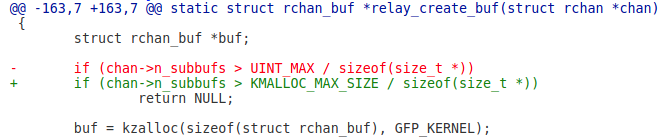 @@ -163,7 +163,7 @@ static struct rchan_buf *relay_create_buf(struct rchan *chan)
 {
        struct rchan_buf *buf;

-       if (chan->n_subbufs > UINT_MAX / sizeof(size_t *))
+       if (chan->n_subbufs > KMALLOC_MAX_SIZE / sizeof(size_t *))
                return NULL;

        buf = kzalloc(sizeof(struct rchan_buf), GFP_KERNEL);